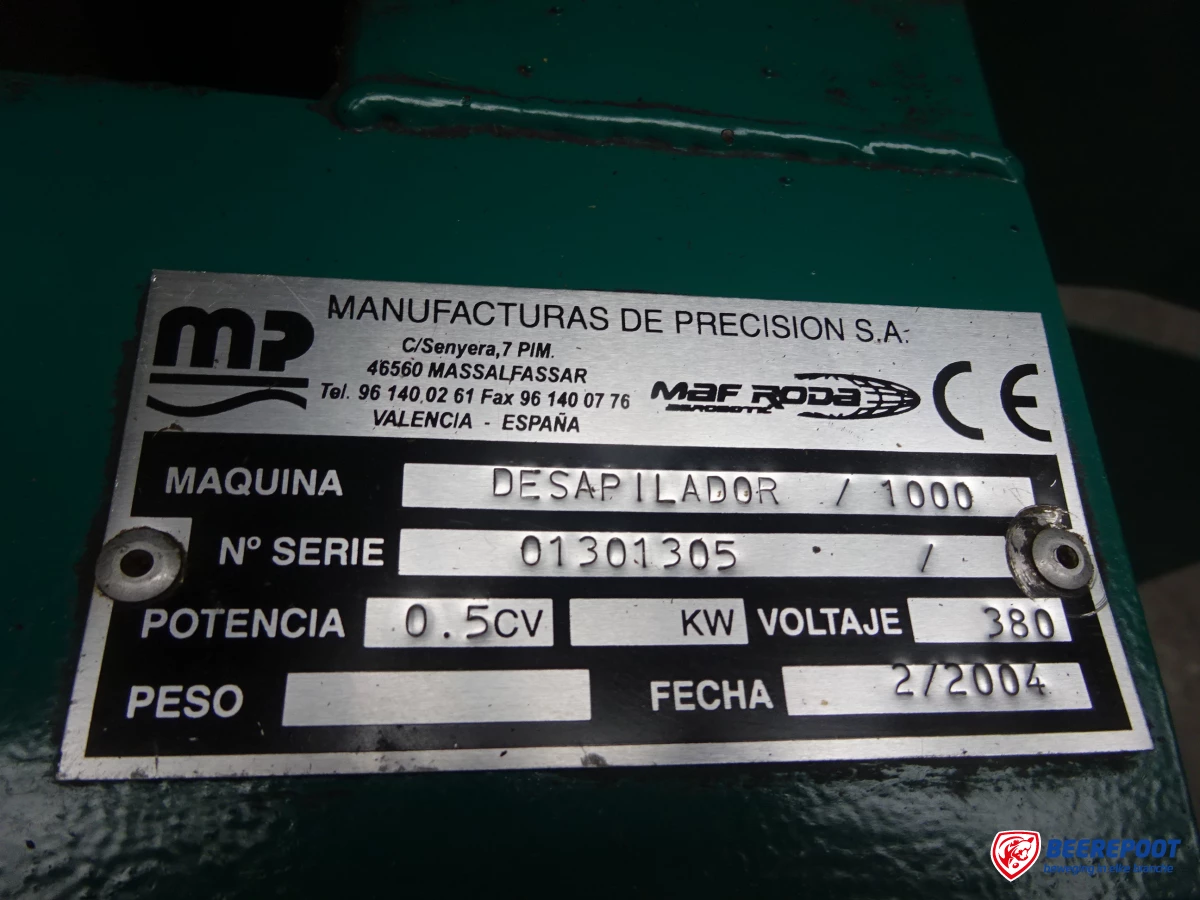 mp
MANUFACTURAS DE PRECISION S.A.
C/Senyera,7 PIM.
46560 MASSALFASSAR
Tel. 96 140 02 61 Fax 96 140 07 76
VALENCIA - ESPAÑA
MAF RODA
CE
MAQUINA DESAPILADOR / 1000
Nº SERIE 01301305 /
POTENCIA 0.5CV KW VOLTAJE 380
PESO FECHA 2/2004
BEEREPOOT